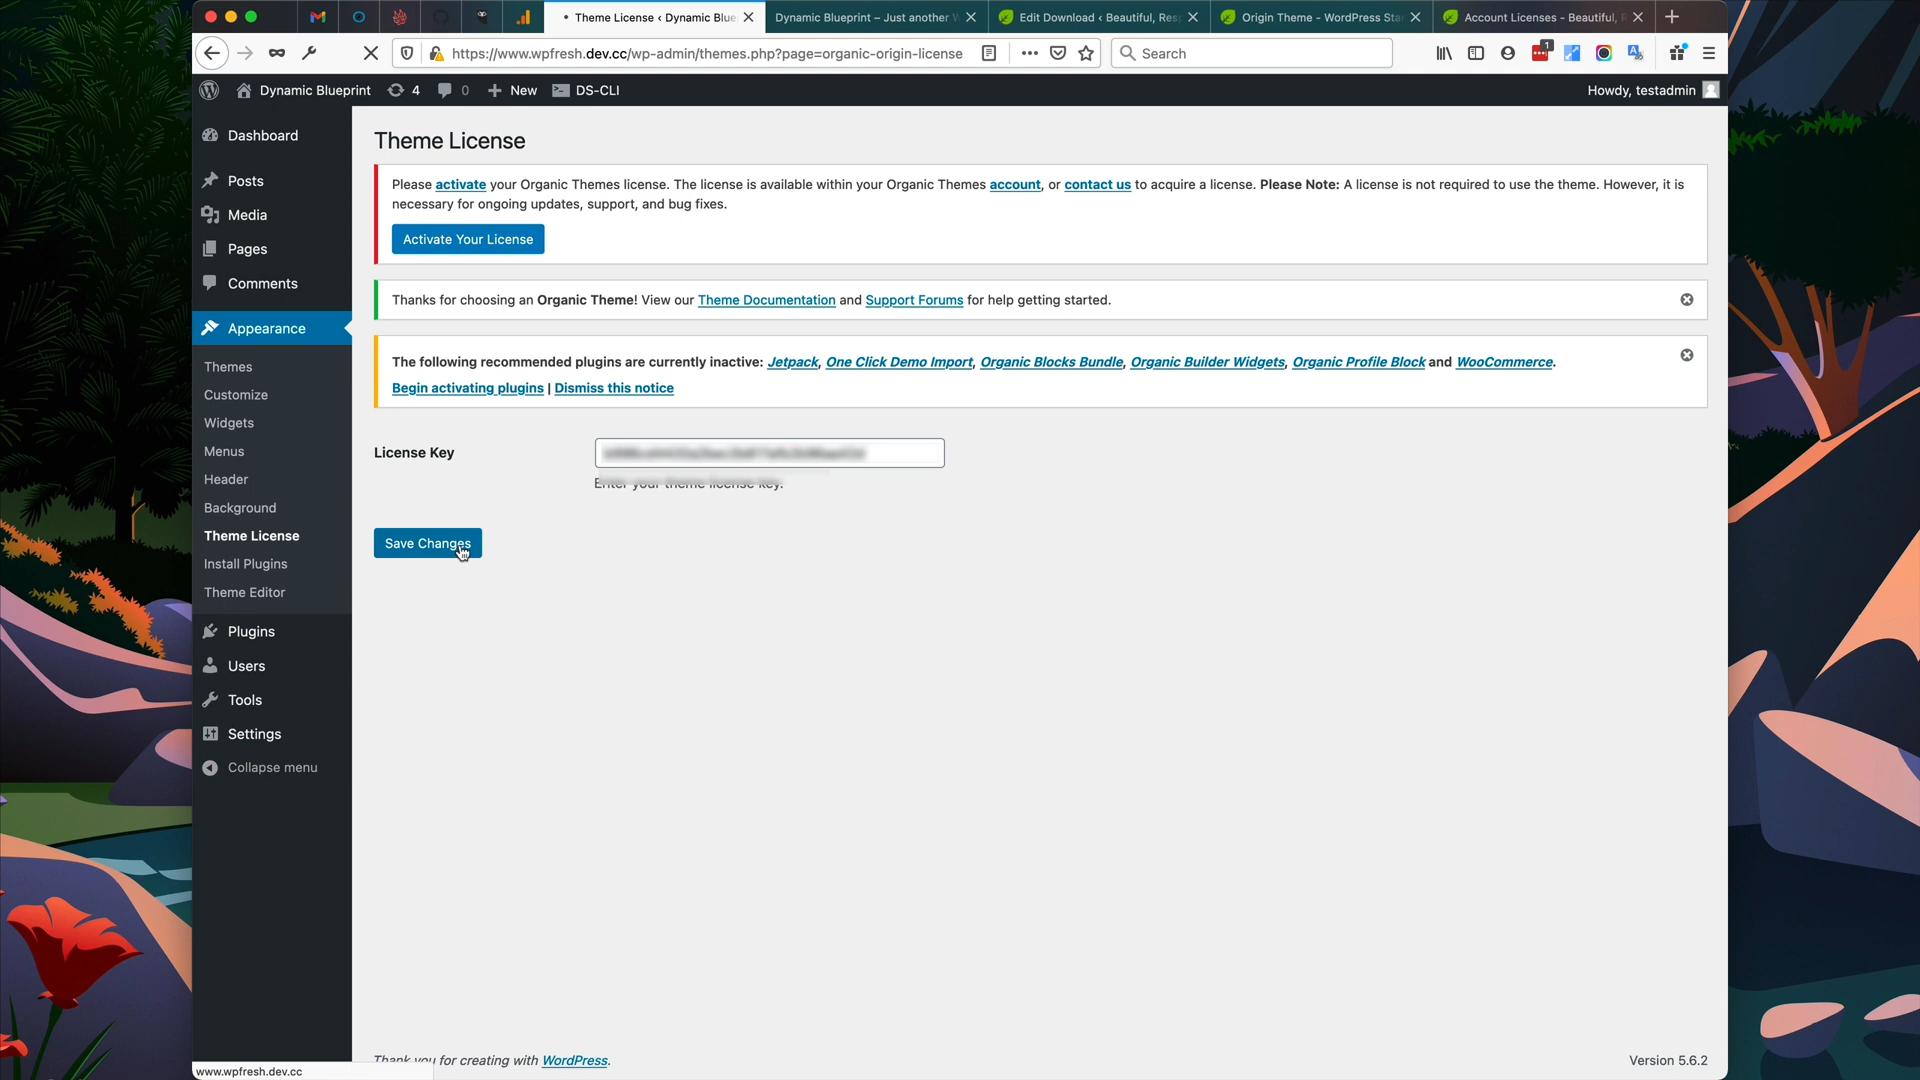 Theme License ‹ Dynamic Blue
Dynamic Blueprint – Just another W
Edit Download ‹ Beautiful, Res
Origin Theme - WordPress Sta
Account Licenses - Beautiful, R
https://www.wpfresh.dev.cc/wp-admin/themes.php?page=organic-origin-license
Search
1
Dynamic Blueprint
4
0
New
DS-CLI
Howdy, testadmin
Dashboard
Posts
Media
Pages
Comments
Appearance
Themes
Customize
Widgets
Menus
Header
Background
Theme License
Install Plugins
Theme Editor
Plugins
Users
Tools
Settings
Collapse menu
Theme License
Please activate your Organic Themes license. The license is available within your Organic Themes account, or contact us to acquire a license. Please Note: A license is not required to use the theme. However, it is
necessary for ongoing updates, support, and bug fixes.
Activate Your License
Thanks for choosing an Organic Theme! View our Theme Documentation and Support Forums for help getting started.
The following recommended plugins are currently inactive: Jetpack, One Click Demo Import, Organic Blocks Bundle, Organic Builder Widgets, Organic Profile Block and WooCommerce.
Begin activating plugins | Dismiss this notice
License Key
Enter your theme license key.
Save Changes
Thank you for creating with WordPress.
Version 5.6.2
www.wpfresh.dev.cc